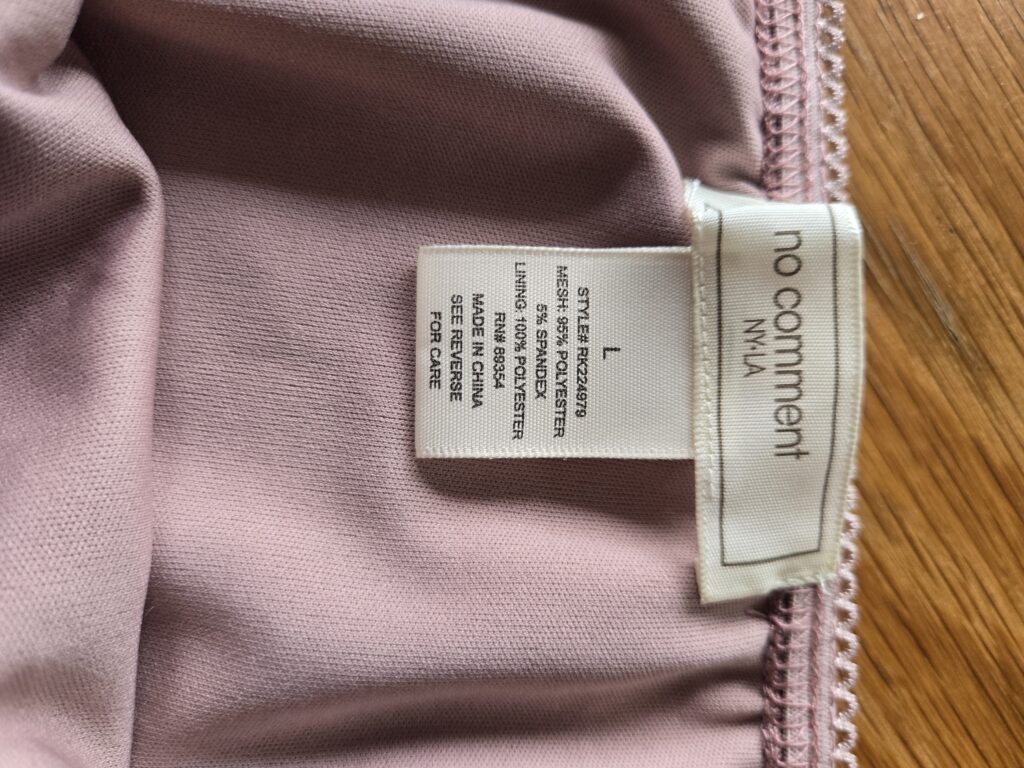 no comment
NY·LA
L
STYLE# RK224979
MESH: 95% POLYESTER
5% SPANDEX
LINING: 100% POLYESTER
RN# 89354
MADE IN CHINA
SEE REVERSE
FOR CARE